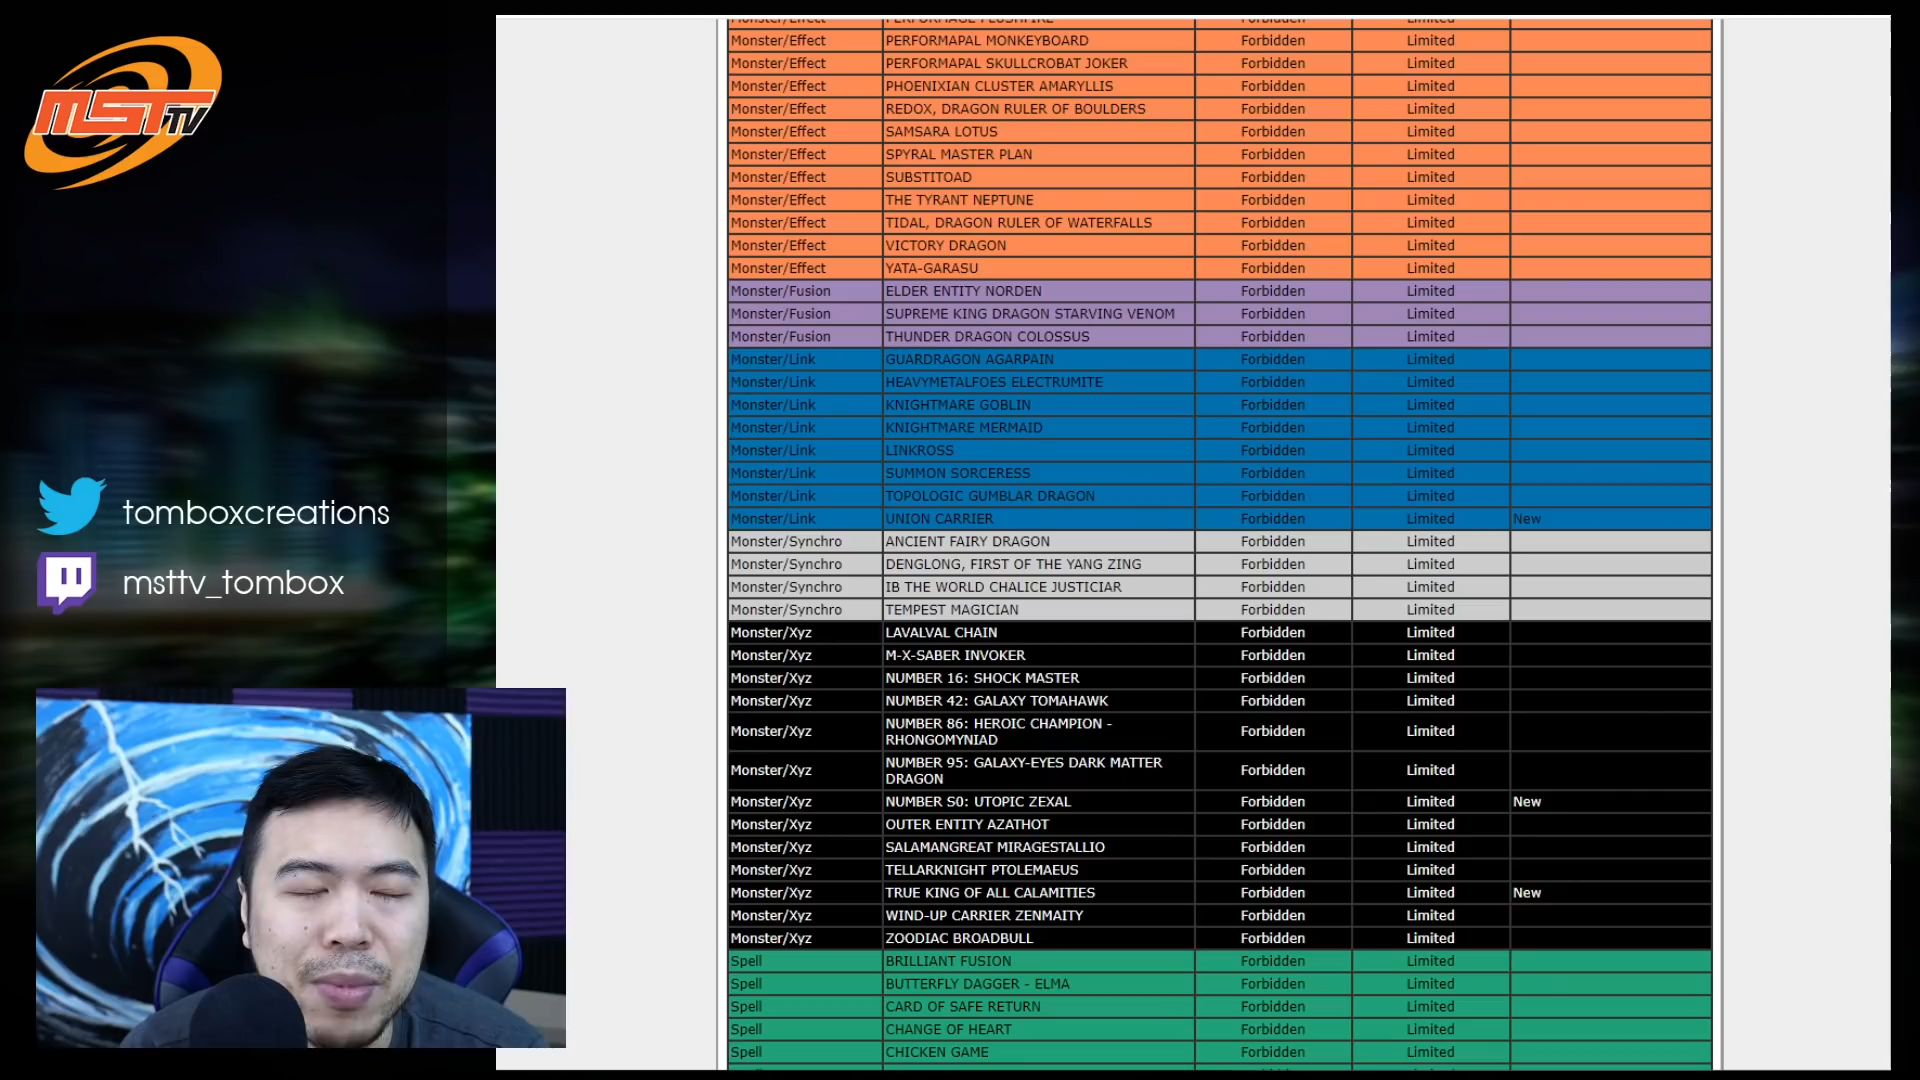 MST TV
tomboxcreations
msttv_tombox
Monster/Effect PERFORMAGE PLUSHFIRE Forbidden Limited
Monster/Effect PERFORMAPAL MONKEYBOARD Forbidden Limited
Monster/Effect PERFORMAPAL SKULLCROBAT JOKER Forbidden Limited
Monster/Effect PHOENIXIAN CLUSTER AMARYLLIS Forbidden Limited
Monster/Effect REDOX, DRAGON RULER OF BOULDERS Forbidden Limited
Monster/Effect SAMSARA LOTUS Forbidden Limited
Monster/Effect SPYRAL MASTER PLAN Forbidden Limited
Monster/Effect SUBSTITOAD Forbidden Limited
Monster/Effect THE TYRANT NEPTUNE Forbidden Limited
Monster/Effect TIDAL, DRAGON RULER OF WATERFALLS Forbidden Limited
Monster/Effect VICTORY DRAGON Forbidden Limited
Monster/Effect YATA-GARASU Forbidden Limited
Monster/Fusion ELDER ENTITY NORDEN Forbidden Limited
Monster/Fusion SUPREME KING DRAGON STARVING VENOM Forbidden Limited
Monster/Fusion THUNDER DRAGON COLOSSUS Forbidden Limited
Monster/Link GUARDRAGON AGARPAIN Forbidden Limited
Monster/Link HEAVYMETALFOES ELECTRUMITE Forbidden Limited
Monster/Link KNIGHTMARE GOBLIN Forbidden Limited
Monster/Link KNIGHTMARE MERMAID Forbidden Limited
Monster/Link LINKROSS Forbidden Limited
Monster/Link SUMMON SORCERESS Forbidden Limited
Monster/Link TOPOLOGIC GUMBLAR DRAGON Forbidden Limited
Monster/Link UNION CARRIER Forbidden Limited New
Monster/Synchro ANCIENT FAIRY DRAGON Forbidden Limited
Monster/Synchro DENGLONG, FIRST OF THE YANG ZING Forbidden Limited
Monster/Synchro IB THE WORLD CHALICE JUSTICIAR Forbidden Limited
Monster/Synchro TEMPEST MAGICIAN Forbidden Limited
Monster/Xyz LAVALVAL CHAIN Forbidden Limited
Monster/Xyz M-X-SABER INVOKER Forbidden Limited
Monster/Xyz NUMBER 16: SHOCK MASTER Forbidden Limited
Monster/Xyz NUMBER 42: GALAXY TOMAHAWK Forbidden Limited
Monster/Xyz NUMBER 86: HEROIC CHAMPION - Forbidden Limited
RHONGOMYNIAD
Monster/Xyz NUMBER 95: GALAXY-EYES DARK MATTER Forbidden Limited
DRAGON
Monster/Xyz NUMBER S0: UTOPIC ZEXAL Forbidden Limited New
Monster/Xyz OUTER ENTITY AZATHOT Forbidden Limited
Monster/Xyz SALAMANGREAT MIRAGESTALLIO Forbidden Limited
Monster/Xyz TELLARKNIGHT PTOLEMAEUS Forbidden Limited
Monster/Xyz TRUE KING OF ALL CALAMITIES Forbidden Limited New
Monster/Xyz WIND-UP CARRIER ZENMAITY Forbidden Limited
Monster/Xyz ZOODIAC BROADBULL Forbidden Limited
Spell BRILLIANT FUSION Forbidden Limited
Spell BUTTERFLY DAGGER - ELMA Forbidden Limited
Spell CARD OF SAFE RETURN Forbidden Limited
Spell CHANGE OF HEART Forbidden Limited
Spell CHICKEN GAME Forbidden Limited